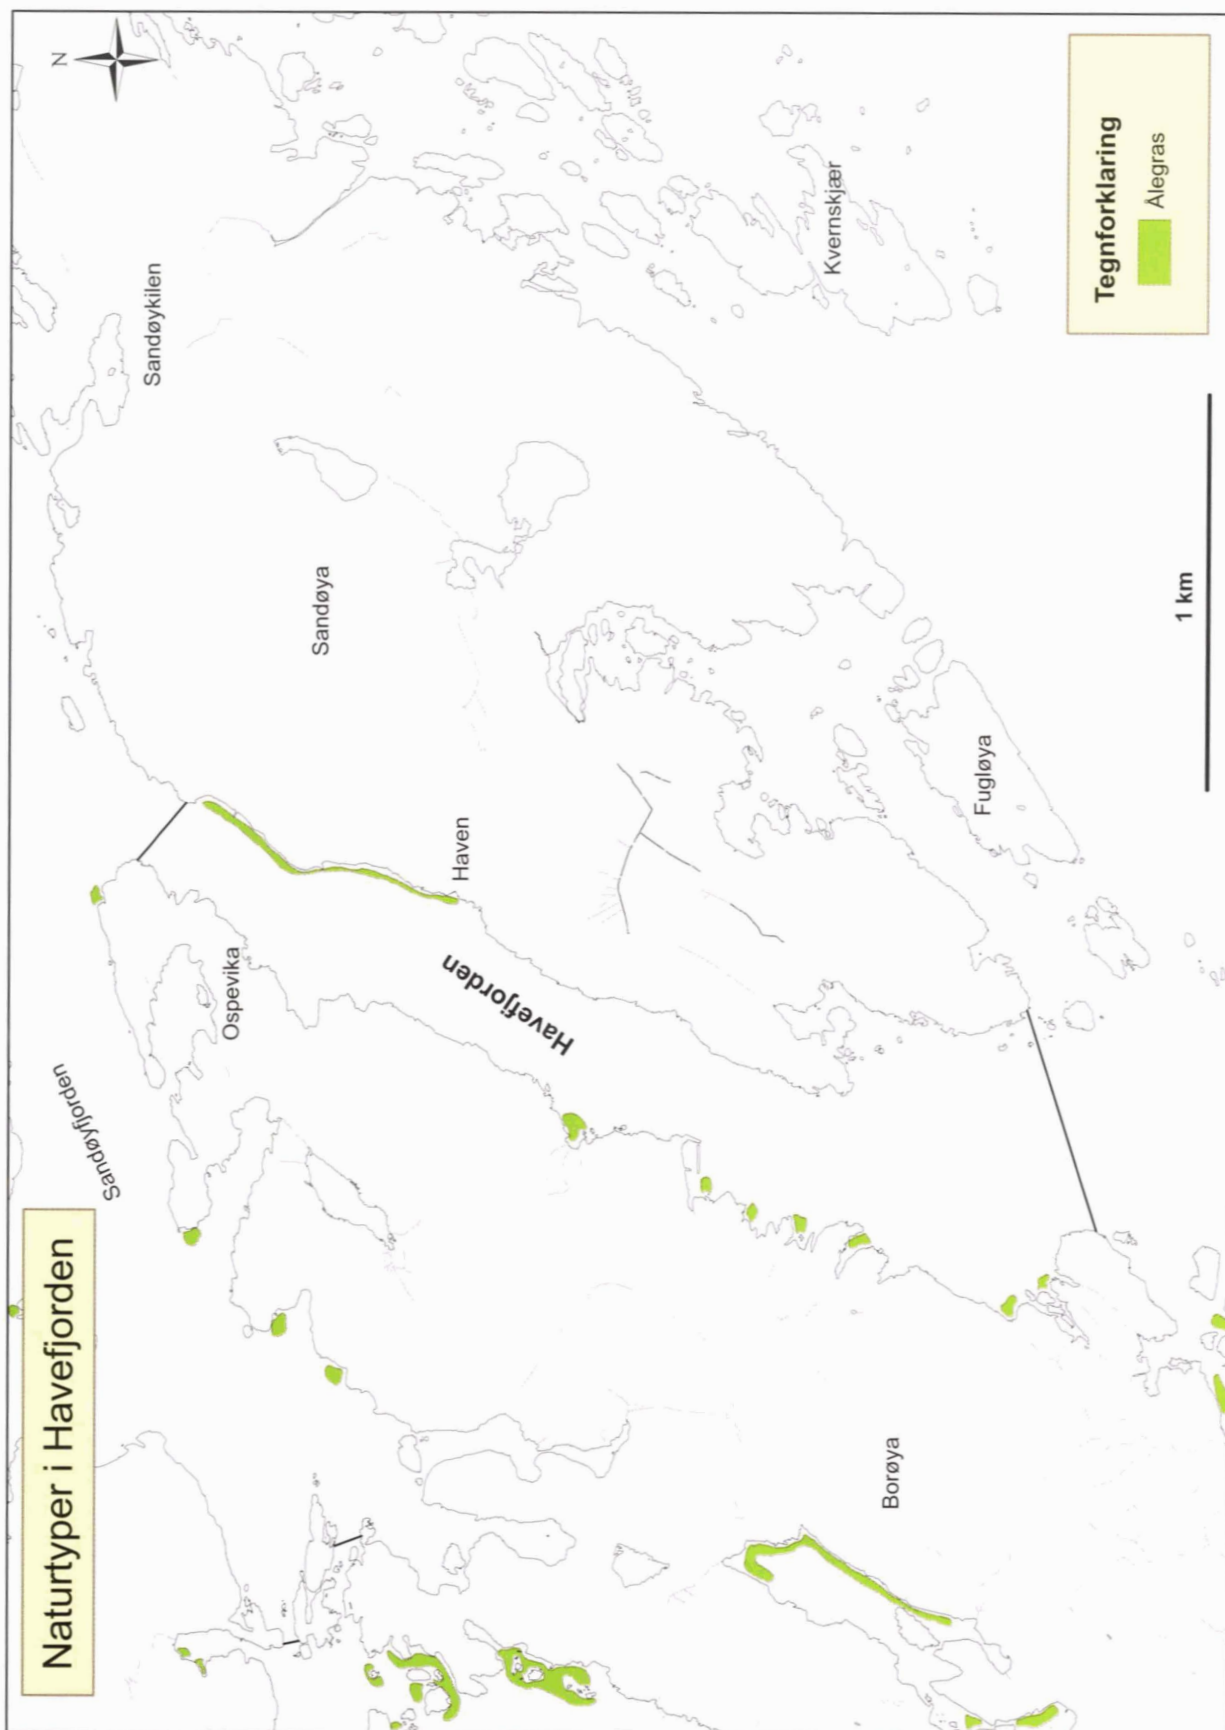 Naturtyper i Havefjorden
N
Sandøyfjorden
Sandøykilen
Ospevika
Sandøya
Haven
Havefjorden
Kvernskjær
Borøya
Fugløya
1 km
Tegnforklaring
Ålegras